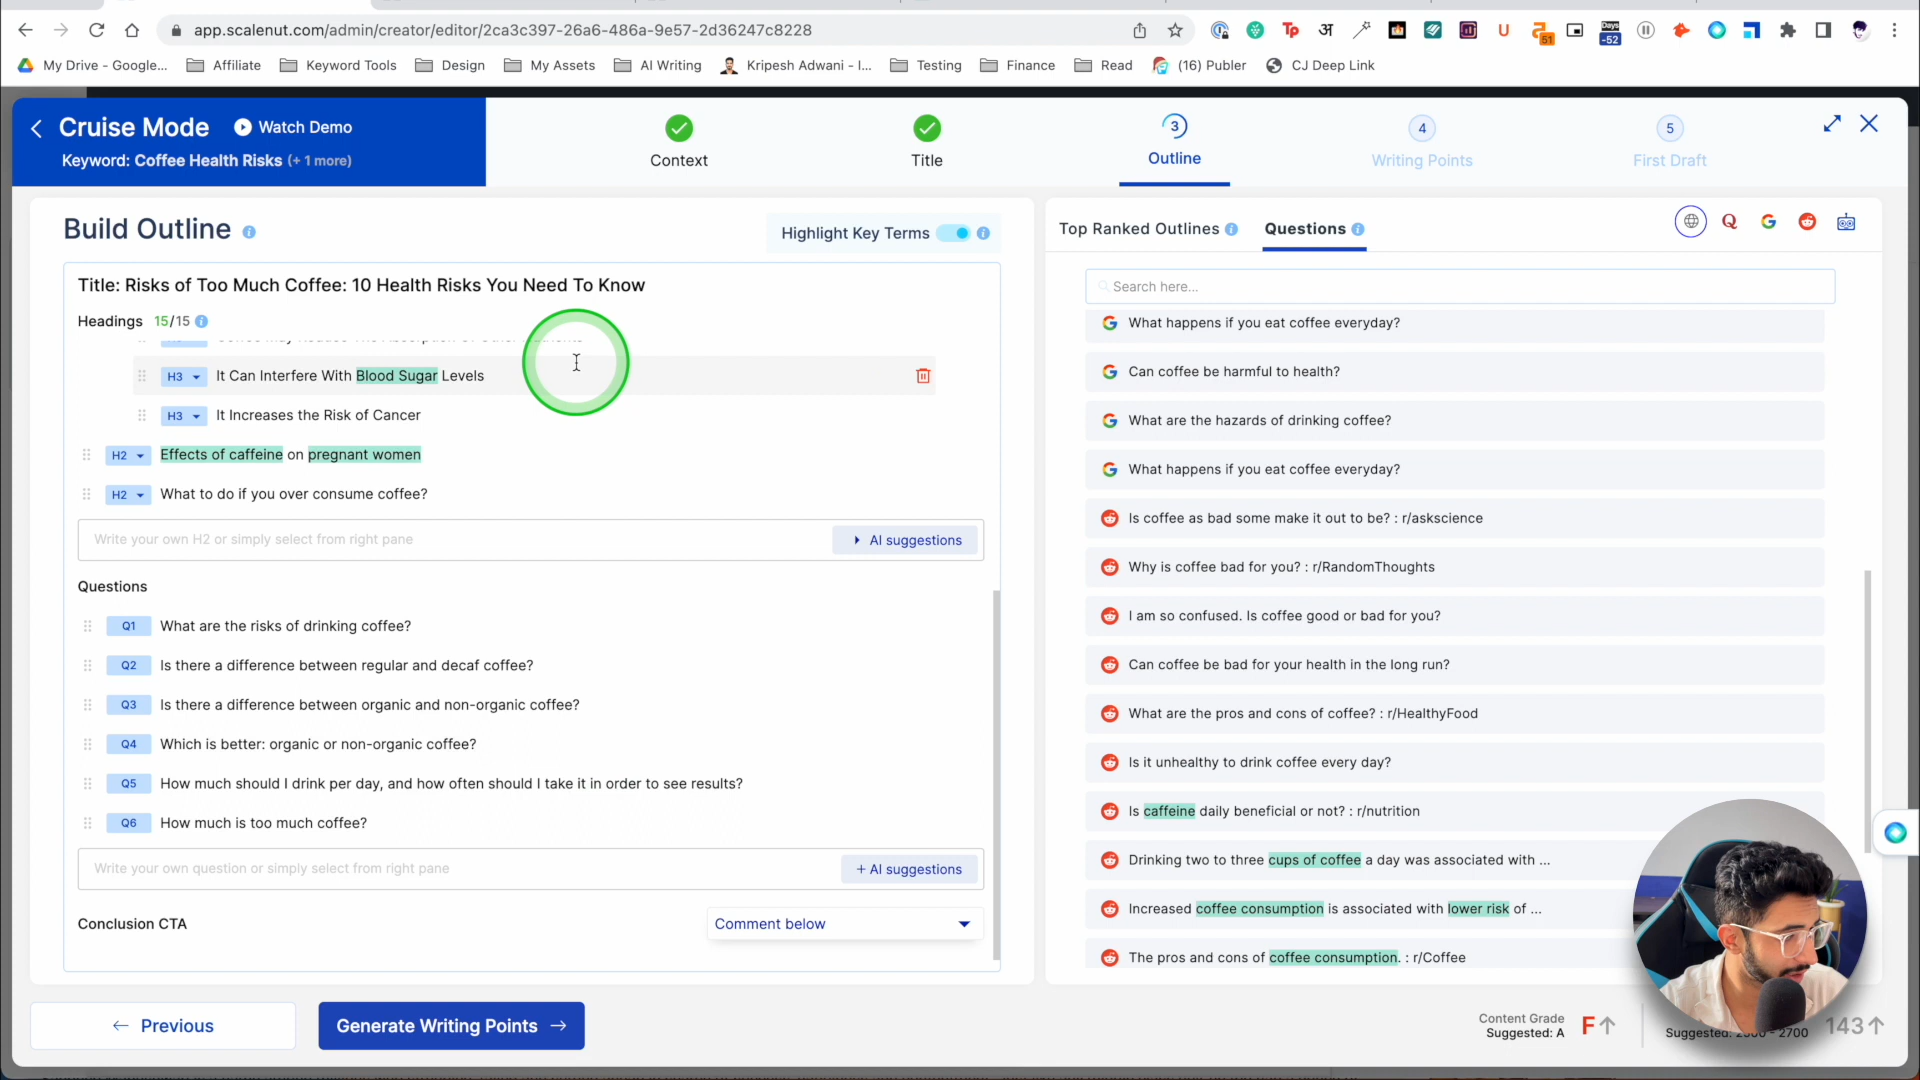 app.scalenut.com/admin/creator/editor/2ca3c397-26a6-486a-9e57-2d36247c8228
51
Days
-52
My Drive - Google...
Affiliate
Keyword Tools
Design
My Assets
AI Writing
Kripesh Adwani - I...
Testing
Finance
Read
(16) Publer
CJ Deep Link
Cruise Mode
Watch Demo
Keyword: Coffee Health Risks (+ 1 more)
Context
Title
3
Outline
4
Writing Points
5
First Draft
Build Outline
Highlight Key Terms
Title: Risks of Too Much Coffee: 10 Health Risks You Need To Know
Headings 15/15
H3 It Can Interfere With Blood Sugar Levels
H3 It Increases the Risk of Cancer
H2 Effects of caffeine on pregnant women
H2 What to do if you over consume coffee?
Write your own H2 or simply select from right pane
AI suggestions
Questions
Q1 What are the risks of drinking coffee?
Q2 Is there a difference between regular and decaf coffee?
Q3 Is there a difference between organic and non-organic coffee?
Q4 Which is better: organic or non-organic coffee?
Q5 How much should I drink per day, and how often should I take it in order to see results?
Q6 How much is too much coffee?
Write your own question or simply select from right pane
+ AI suggestions
Conclusion CTA
Comment below
← Previous
Generate Writing Points →
Top Ranked Outlines
Questions
Search here...
What happens if you eat coffee everyday?
Can coffee be harmful to health?
What are the hazards of drinking coffee?
What happens if you eat coffee everyday?
Is coffee as bad some make it out to be? : r/askscience
Why is coffee bad for you? : r/RandomThoughts
I am so confused. Is coffee good or bad for you?
Can coffee be bad for your health in the long run?
What are the pros and cons of coffee? : r/HealthyFood
Is it unhealthy to drink coffee every day?
Is caffeine daily beneficial or not? : r/nutrition
Drinking two to three cups of coffee a day was associated with ...
Increased coffee consumption is associated with lower risk of ...
The pros and cons of coffee consumption. : r/Coffee
Content Grade
Suggested: A
F↑
Suggested: - 2700
143↑